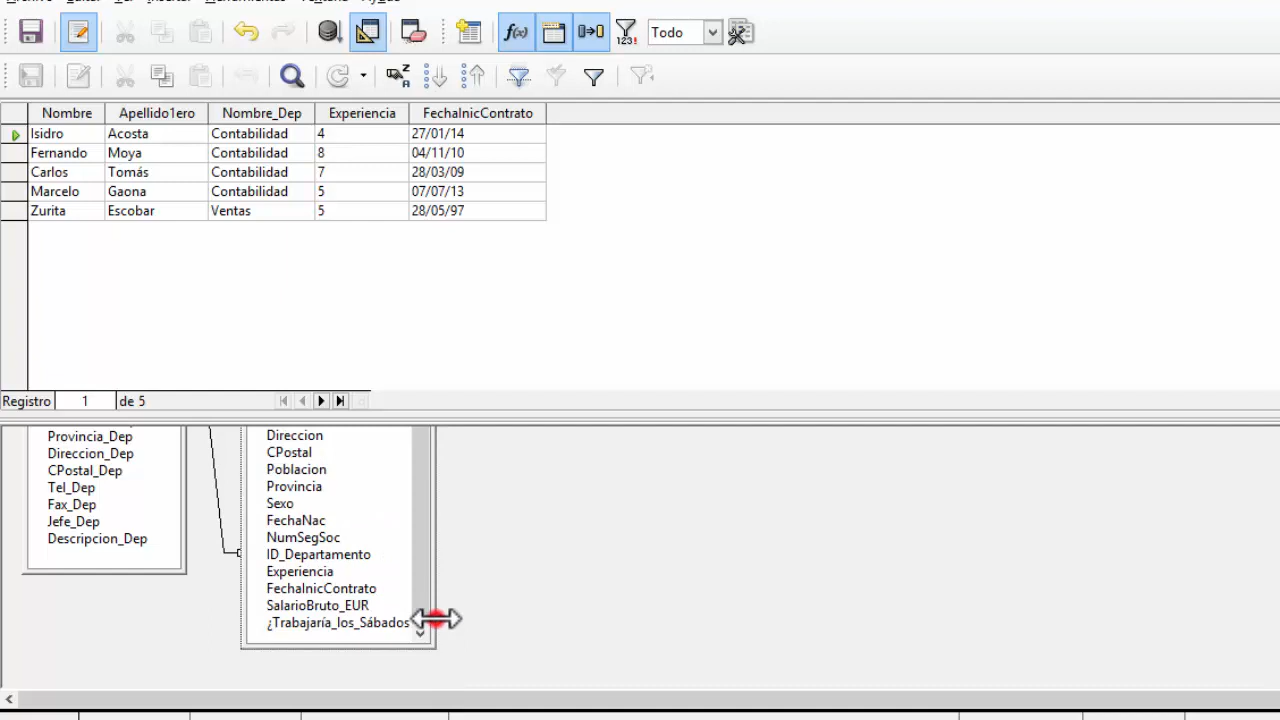 Todo
Nombre Apellido1ero Nombre_Dep Experiencia FechaInicContrato
Isidro Acosta Contabilidad 4 27/01/14
Fernando Moya Contabilidad 8 04/11/10
Carlos Tomás Contabilidad 7 28/03/09
Marcelo Gaona Contabilidad 5 07/07/13
Zurita Escobar Ventas 5 28/05/97
Registro 1 de 5
Provincia_Dep
Direccion_Dep
CPostal_Dep
Tel_Dep
Fax_Dep
Jefe_Dep
Descripcion_Dep
Direccion
CPostal
Poblacion
Provincia
Sexo
FechaNac
NumSegSoc
ID_Departamento
Experiencia
FechaInicContrato
SalarioBruto_EUR
¿Trabajaría_los_Sábados